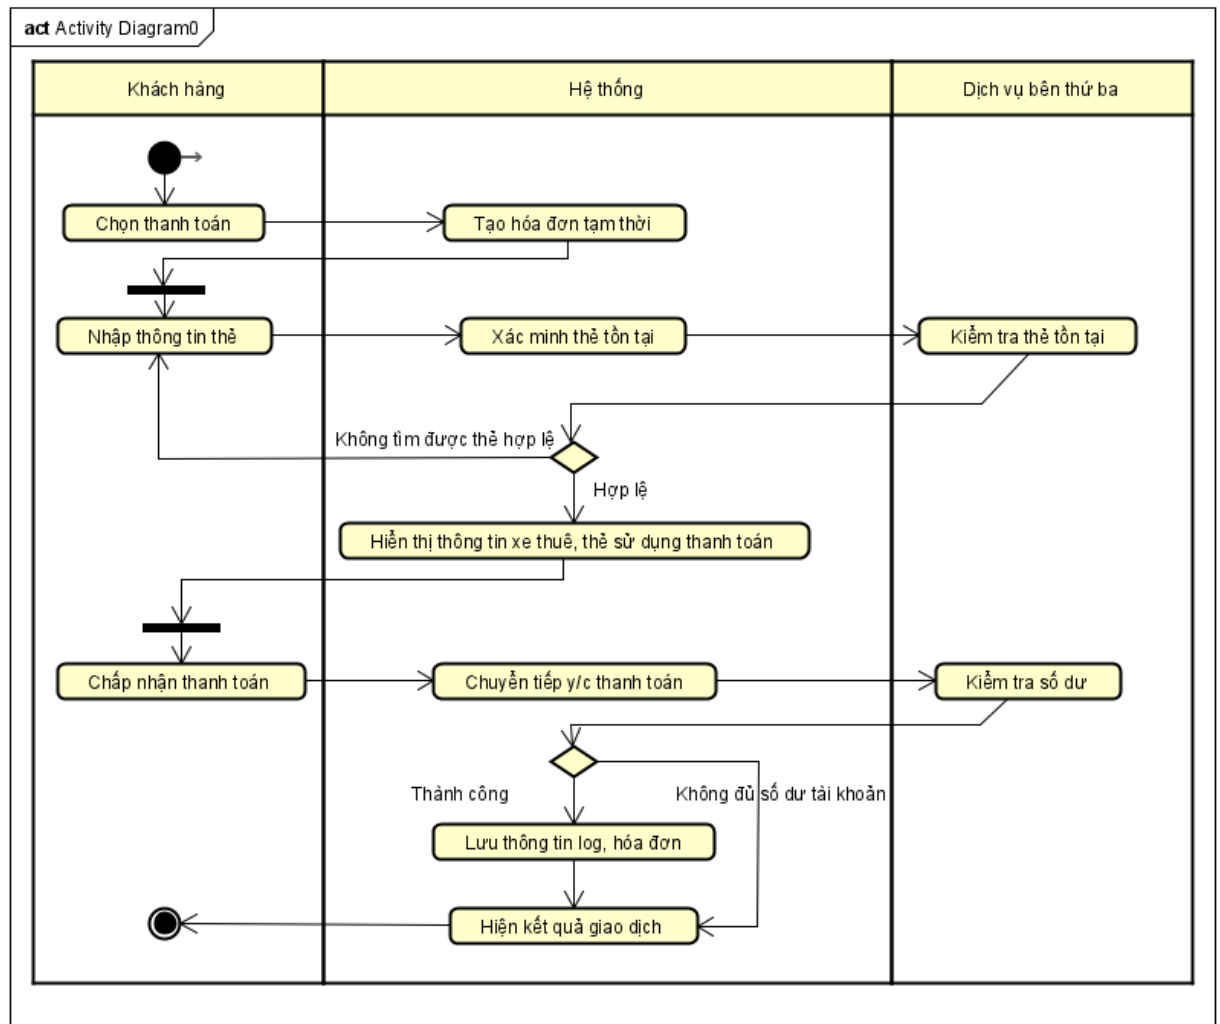 act Activity Diagram0
Khách hàng
Hệ thống
Dịch vụ bên thứ ba
Chọn thanh toán
Tạo hóa đơn tạm thời
Nhập thông tin thẻ
Xác minh thẻ tồn tại
Kiểm tra thẻ tồn tại
Không tìm được thẻ hợp lệ
Hợp lệ
Hiển thị thông tin xe thuê, thẻ sử dụng thanh toán
Chấp nhận thanh toán
Chuyển tiếp y/c thanh toán
Kiểm tra số dư
Thành công
Không đủ số dư tài khoản
Lưu thông tin log, hóa đơn
Hiện kết quả giao dịch